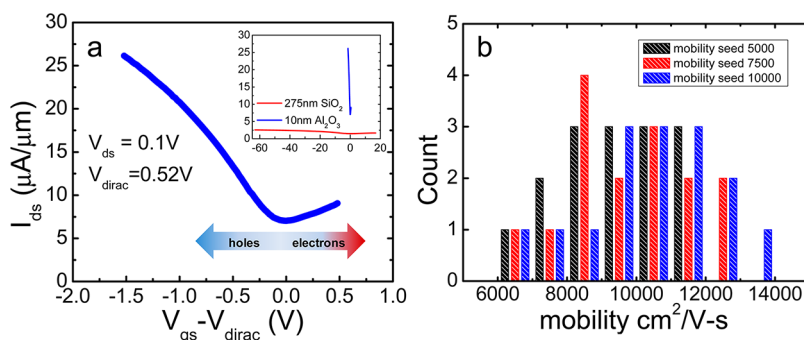 a
30
25
20
15
10
5
0
I_ds (μA/μm)
-2.0 -1.5 -1.0 -0.5 0.0 0.5 1.0
V_gs-V_dirac (V)
V_ds = 0.1V
V_dirac=0.52V
holes electrons
30
25
20
15
10
5
0
275nm SiO₂
10nm Al₂O₃
-60 -40 -20 0 20
b
5
4
3
2
1
0
Count
mobility seed 5000
mobility seed 7500
mobility seed 10000
6000 8000 10000 12000 14000
mobility cm²/V-s